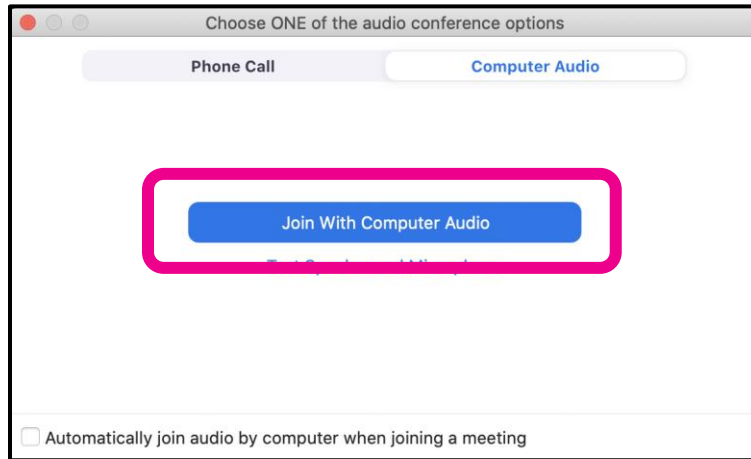 Choose ONE of the audio conference options
Phone Call Computer Audio
Join With Computer Audio
Automatically join audio by computer when joining a meeting